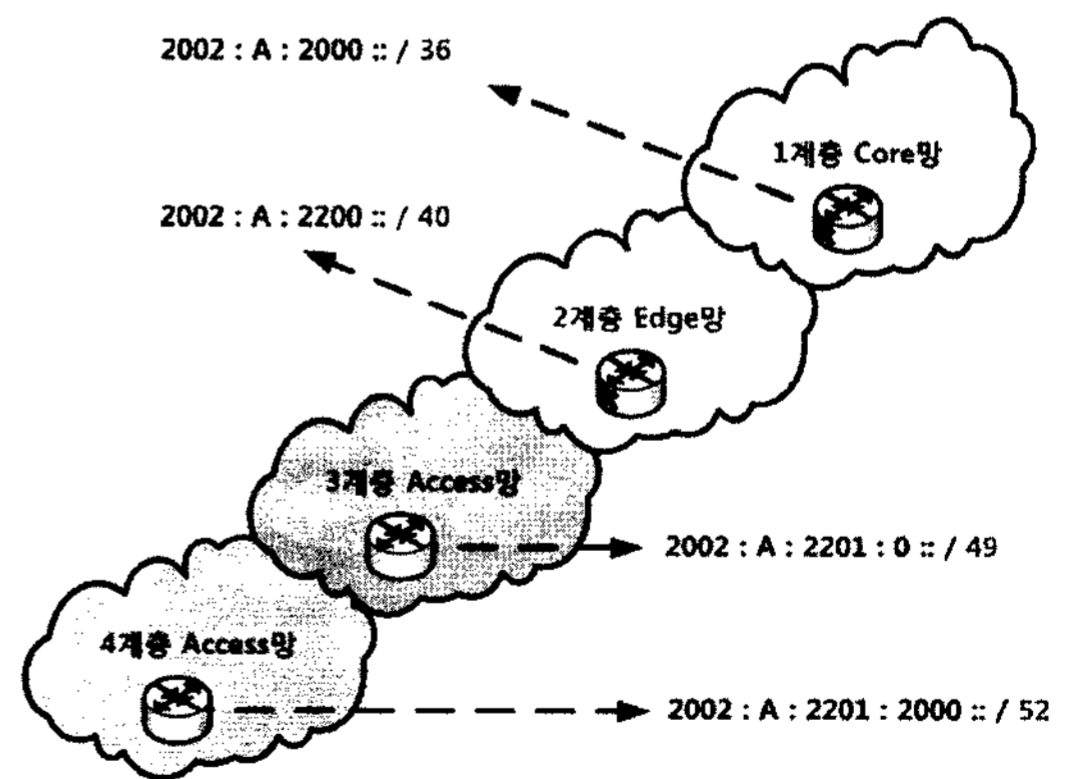 2002 : A : 2000 :: / 36
1계층 Core망
2002 : A : 2200 :: / 40
2계층 Edge망
3계층 Access망
2002 : A : 2201 : 0 :: / 49
4계층 Access망
2002 : A : 2201 : 2000 :: / 52